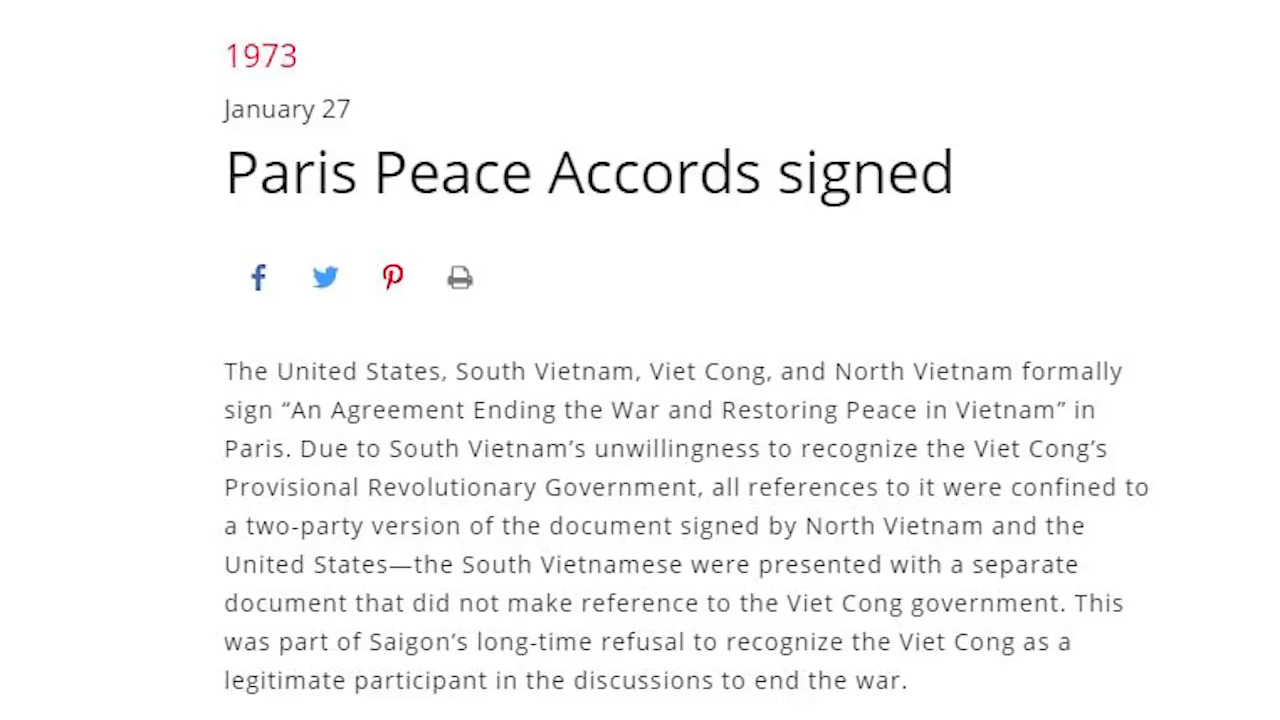 1973
January 27
Paris Peace Accords signed
The United States, South Vietnam, Viet Cong, and North Vietnam formally
sign “An Agreement Ending the War and Restoring Peace in Vietnam” in
Paris. Due to South Vietnam’s unwillingness to recognize the Viet Cong’s
Provisional Revolutionary Government, all references to it were confined to
a two-party version of the document signed by North Vietnam and the
United States—the South Vietnamese were presented with a separate
document that did not make reference to the Viet Cong government. This
was part of Saigon’s long-time refusal to recognize the Viet Cong as a
legitimate participant in the discussions to end the war.